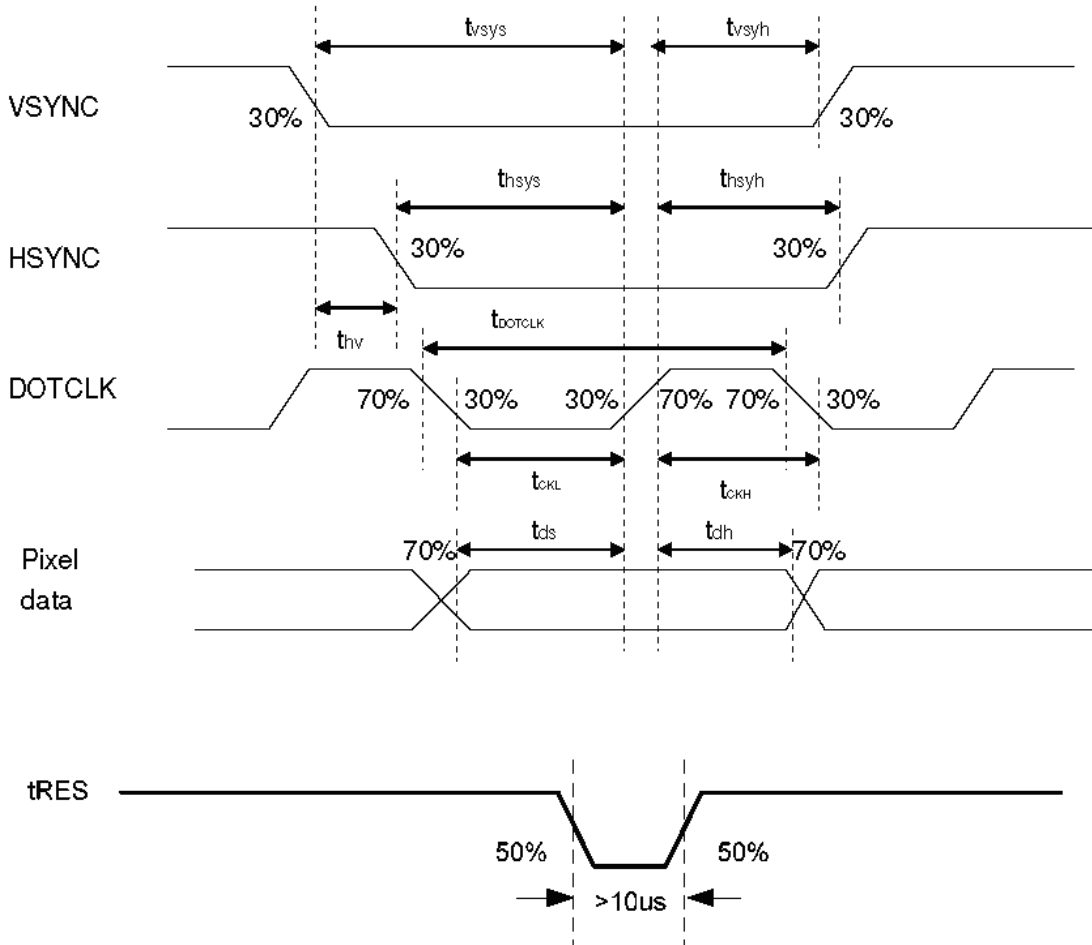 tvsys tvsyh
VSYNC
30% 30%
thsys thsyh
HSYNC
30% 30%
thv
tDOTCLK
DOTCLK
70% 30% 30% 70% 70% 30%
tCKL tCKH
tds tdh
70% 70%
Pixel
data
tRES
50% 50%
>10us